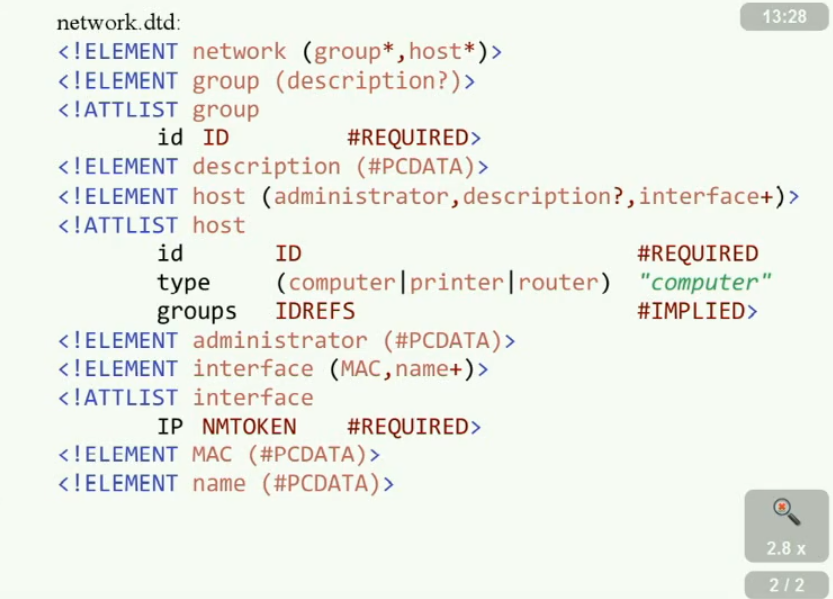 network.dtd:
13:28
<!ELEMENT network (group*,host*)>
<!ELEMENT group (description?)>
<!ATTLIST group
id ID #REQUIRED>
<!ELEMENT description (#PCDATA)>
<!ELEMENT host (administrator,description?,interface+)>
<!ATTLIST host
id ID #REQUIRED
type (computer|printer|router) "computer"
groups IDREFS #IMPLIED>
<!ELEMENT administrator (#PCDATA)>
<!ELEMENT interface (MAC,name+)>
<!ATTLIST interface
IP NMTOKEN #REQUIRED>
<!ELEMENT MAC (#PCDATA)>
<!ELEMENT name (#PCDATA)>
2.8 x
2 / 2